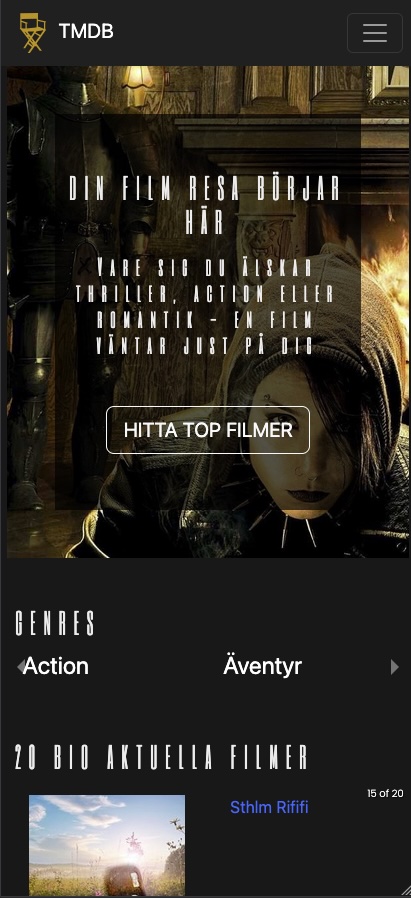 TMDB
DIN FILM RESA BÖRJAR
HÄR
VARE SIG DU ÄLSKAR
THRILLER, ACTION ELLER
ROMANTIK - EN FILM
VÄNTAR JUST PÅ DIG
HITTA TOP FILMER
GENRES
Action Äventyr
20 BIO AKTUELLA FILMER
15 of 20
Sthlm Rififi